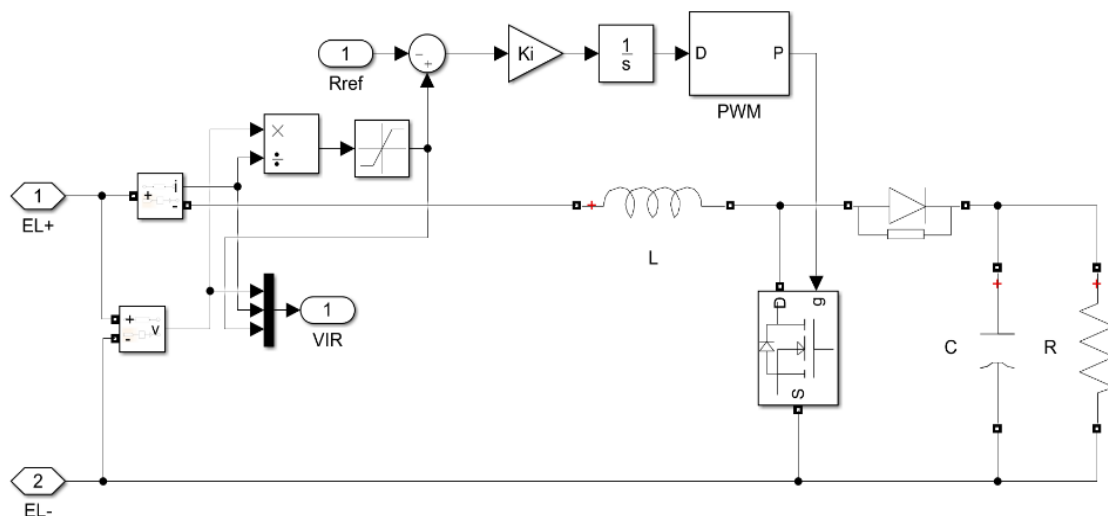 1
Rref
-
+
Ki
1
s
D
P
PWM
×
÷
1
EL+
+
i
-
L
+
-
v
1
VIR
D
g
S
C
R
2
EL-
+
+
+